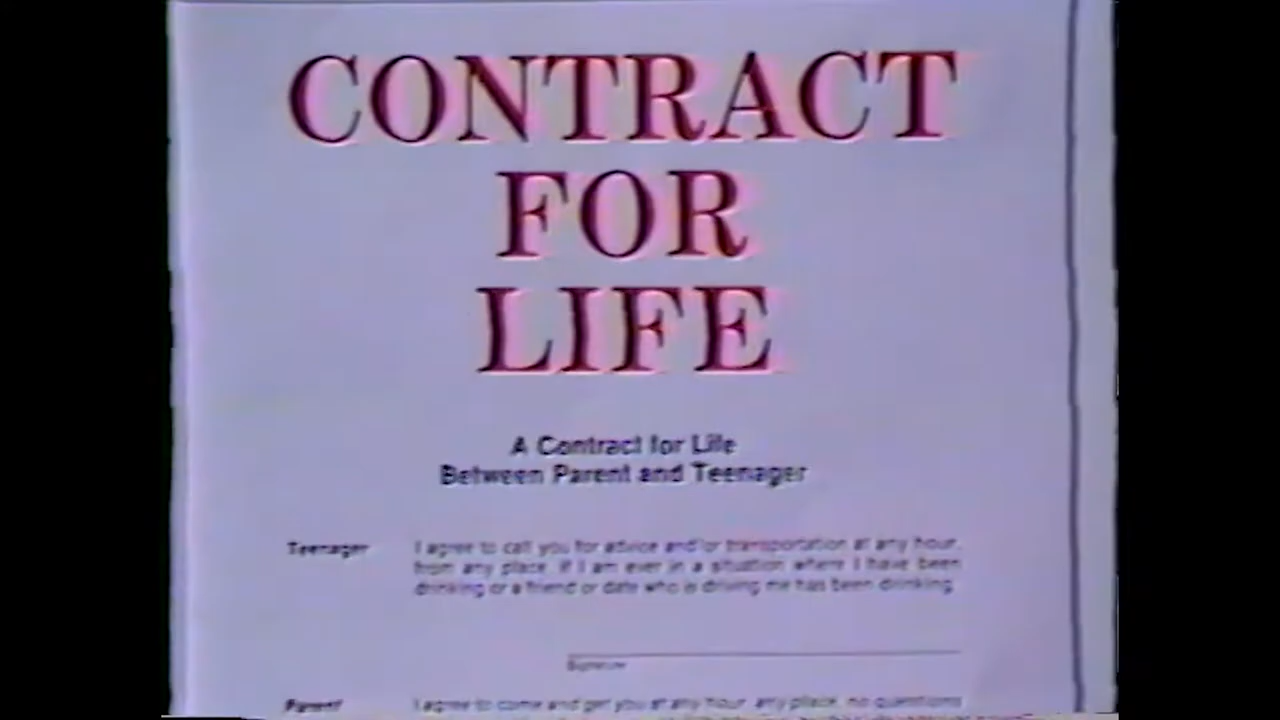 CONTRACT
FOR
LIFE
A Contract for Life
Between Parent and Teenager
Teenager
I agree to call you for advice and/or transportation at any hour,
from any place, if I am ever in a situation where I have been
drinking or a friend or date who is driving me has been drinking.
Signature
Parent
I agree to come and get you at any hour, any place, no questions